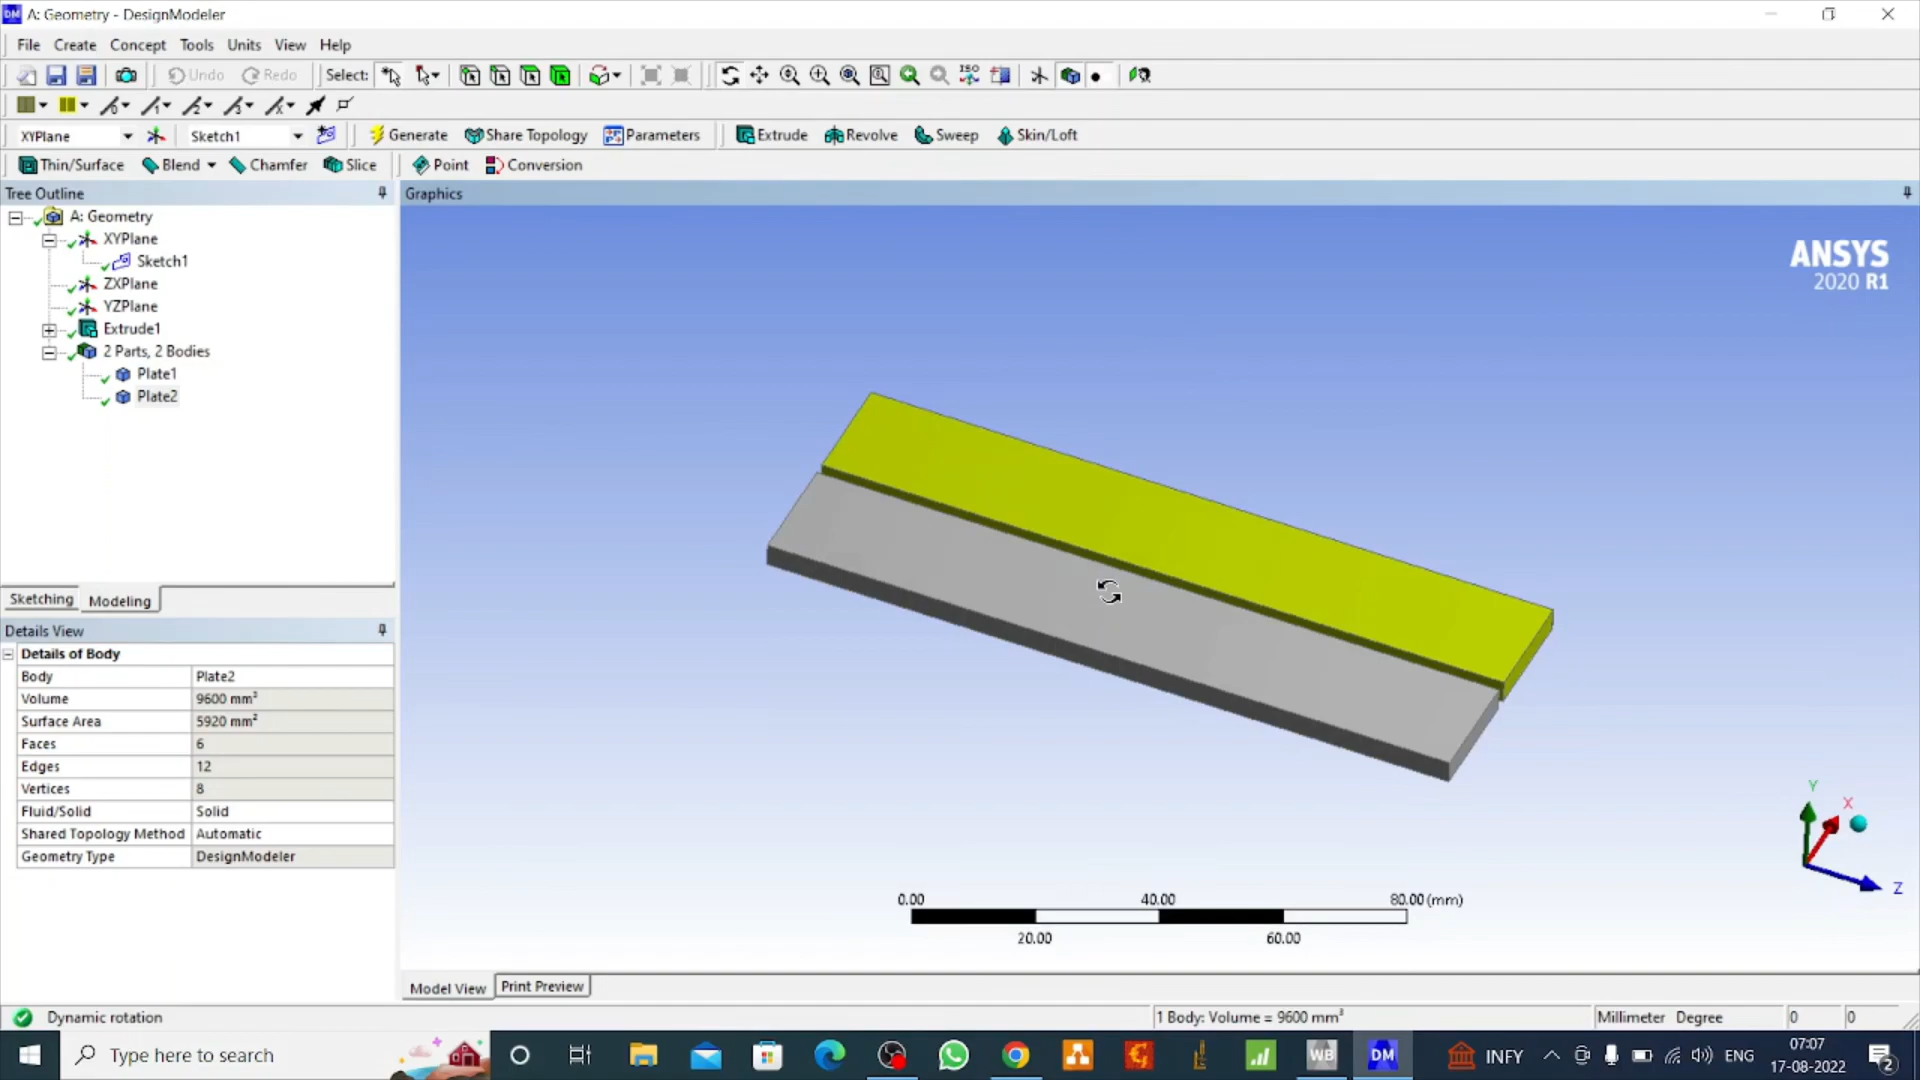 A: Geometry - DesignModeler
File Create Concept Tools Units View Help
Undo Redo Select: ISO
XYPlane Sketch1 Generate Share Topology Parameters Extrude Revolve Sweep Skin/Loft
Thin/Surface Blend Chamfer Slice Point Conversion
Tree Outline
A: Geometry
XYPlane
Sketch1
ZXPlane
YZPlane
Extrude1
2 Parts, 2 Bodies
Plate1
Plate2
Sketching Modeling
Details View
Details of Body
Body Plate2
Volume 9600 mm³
Surface Area 5920 mm²
Faces 6
Edges 12
Vertices 8
Fluid/Solid Solid
Shared Topology Method Automatic
Geometry Type DesignModeler
Graphics
ANSYS
2020 R1
Y
X
Z
0.00 40.00 80.00 (mm)
20.00 60.00
Model View Print Preview
Dynamic rotation 1 Body: Volume = 9600 mm³ Millimeter Degree 0 0
Type here to search WB DM INFY ENG 07:07
17-08-2022 2